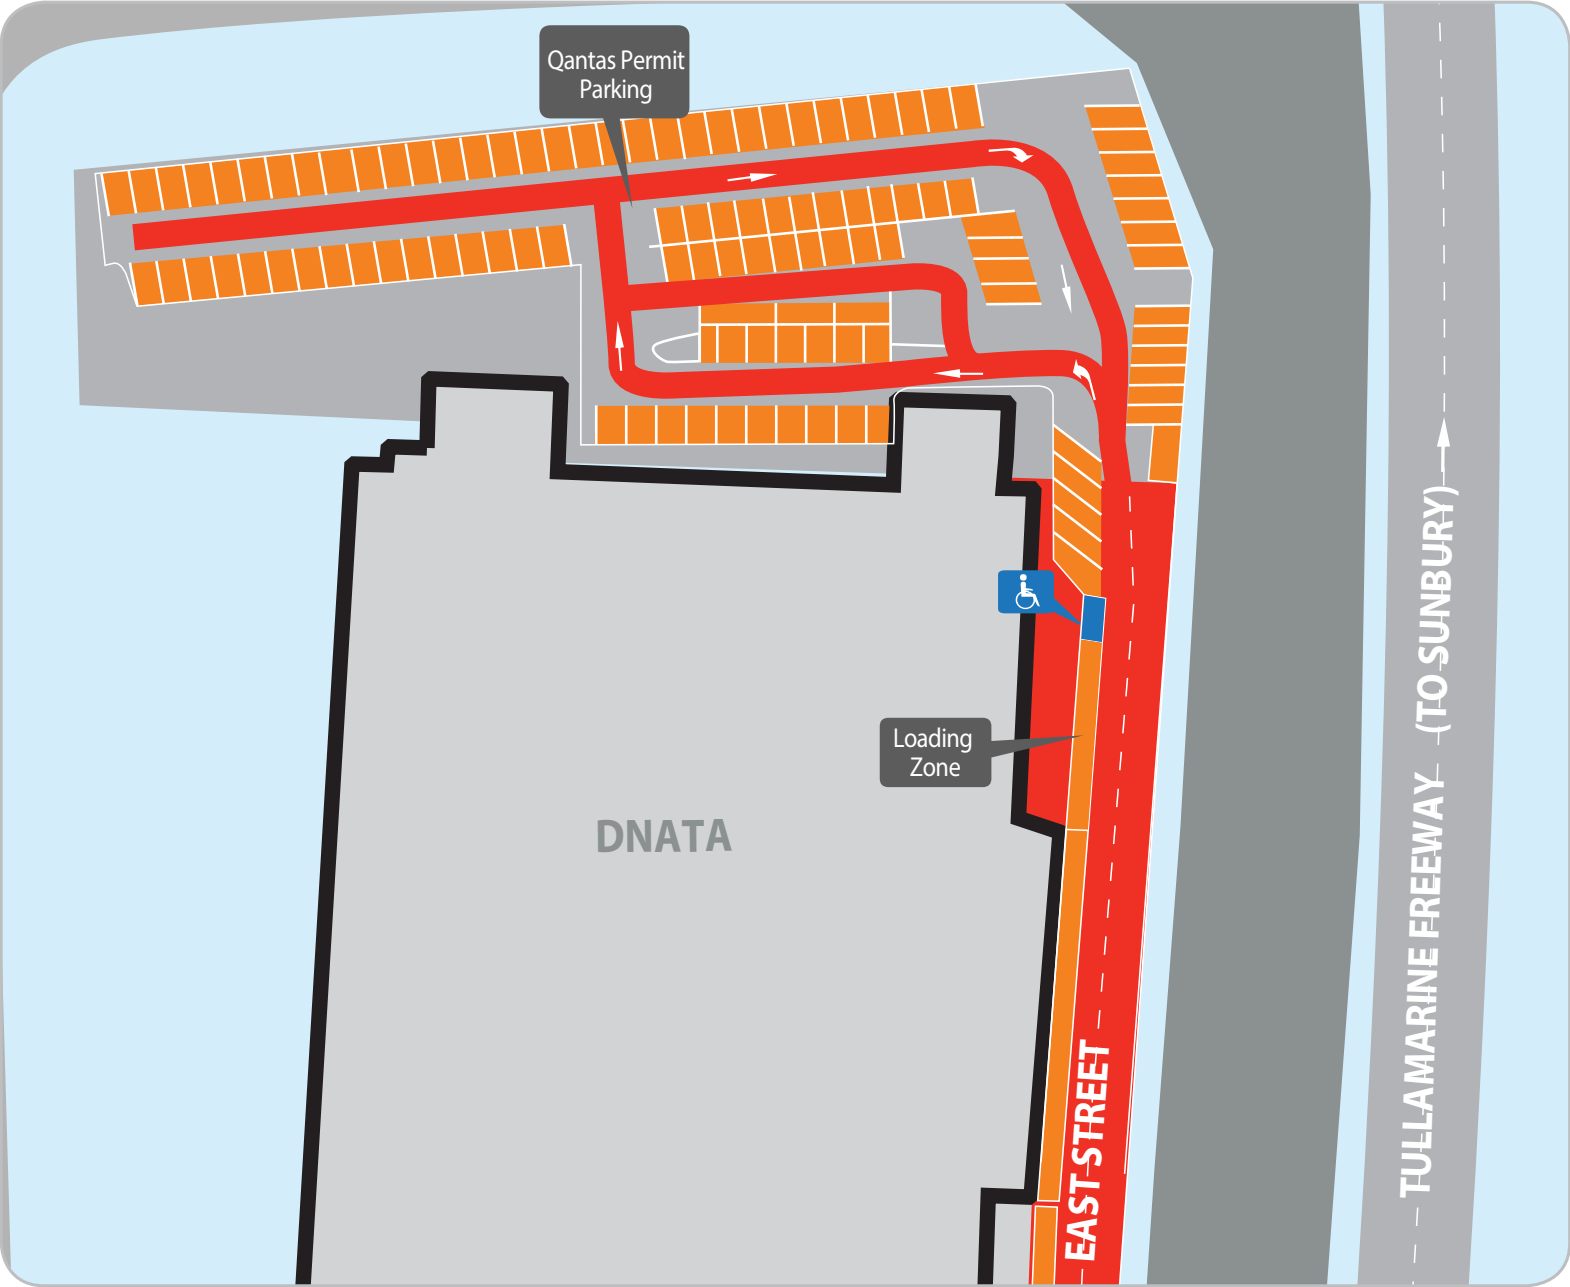 Qantas Permit
Parking
Loading
Zone
DNATA
EAST STREET
TULLAMARINE FREEWAY (TO SUNBURY)